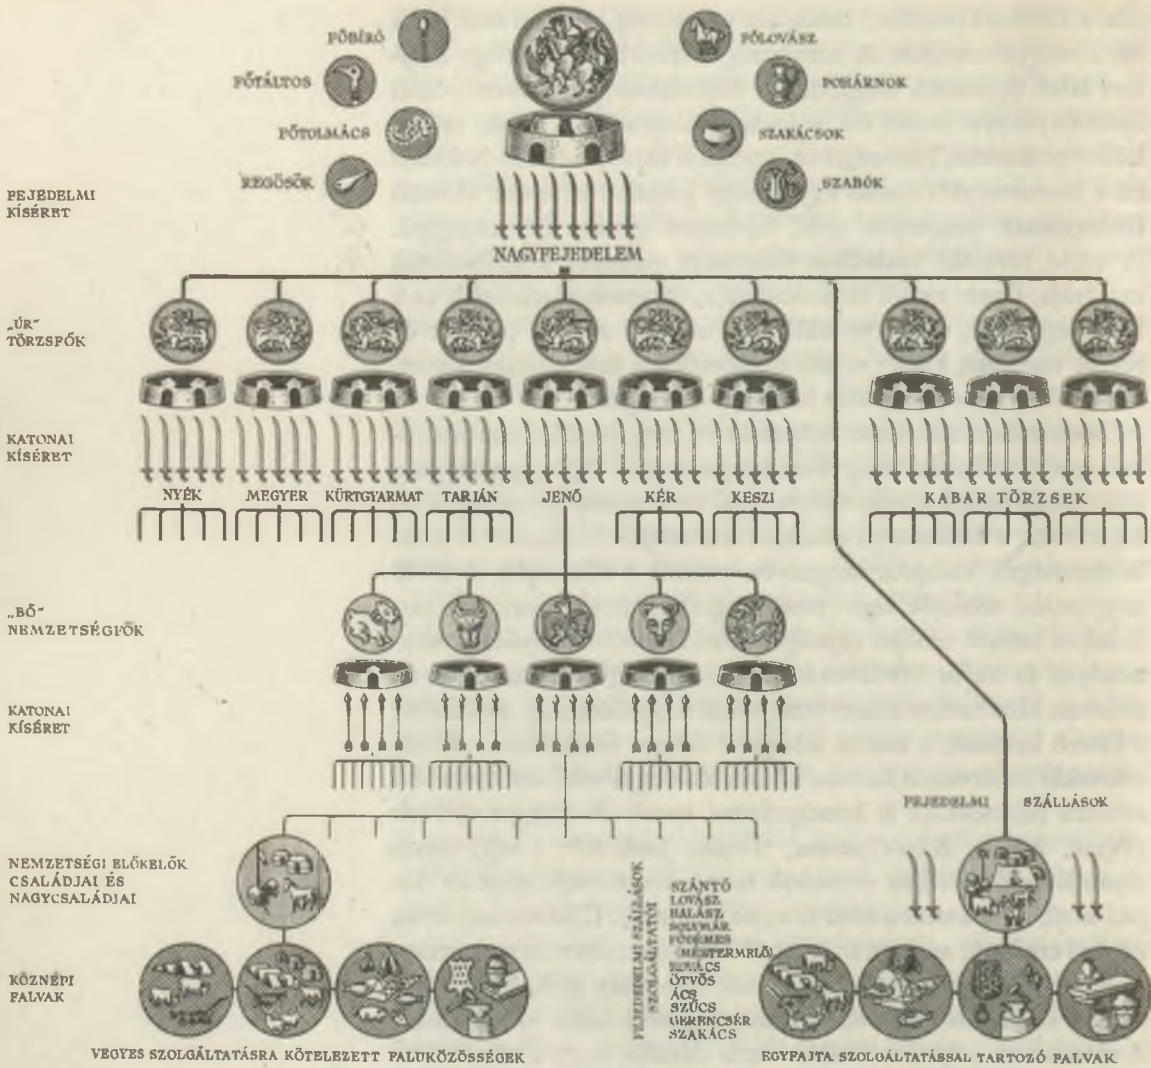 FŐBÍRÓ
FŐTÁLTOS
FŐTOLMÁCS
REGÖSÖK
FŐLOVÁSZ
POHÁRNOK
SZAKÁCSOK
SZABÓK
FEJEDELMI
KÍSÉRET
NAGYFEJEDELEM
„ÚR”
TÖRZSFŐK
KATONAI
KÍSÉRET
NYÉK MEGYER KÜRTGYARMAT TARJÁN JENŐ KÉR KESZI KABAR TÖRZSEK
„BŐ”
NEMZETSÉGFŐK
KATONAI
KÍSÉRET
FEJEDELMI SZÁLLÁSOK
NEMZETSÉGI ELŐKELŐK
CSALÁDJAI ÉS
NAGYCSALÁDJAI
FEJEDELMI SZÁLLÁSOK
SZOLGÁLTATÓI
SZÁNTÓ
LOVÁSZ
HALÁSZ
SOLYMÁR
FÖDÉMES
(MÉZTERMELŐ)
KOVÁCS
ÖTVÖS
ÁCS
SZŰCS
GERENCSÉR
SZAKÁCS
KÖZNÉPI
FALVAK
VEGYES SZOLGÁLTATÁSRA KÖTELEZETT FALUKÖZÖSSÉGEK
EGYFAJTA SZOLGÁLTATÁSSAL TARTOZÓ FALVAK